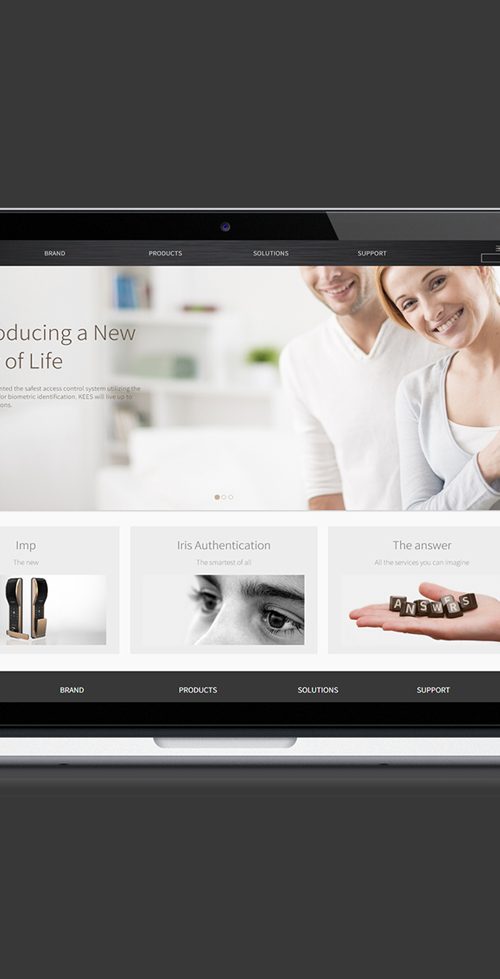 BRAND PRODUCTS SOLUTIONS SUPPORT
oducing a New
of Life
nted the safest access control system utilizing the
for biometric identification. KEES will live up to
ons.
Imp
The new
Iris Authentication
The smartest of all
The answer
All the services you can imagine
ANSWERS
BRAND PRODUCTS SOLUTIONS SUPPORT